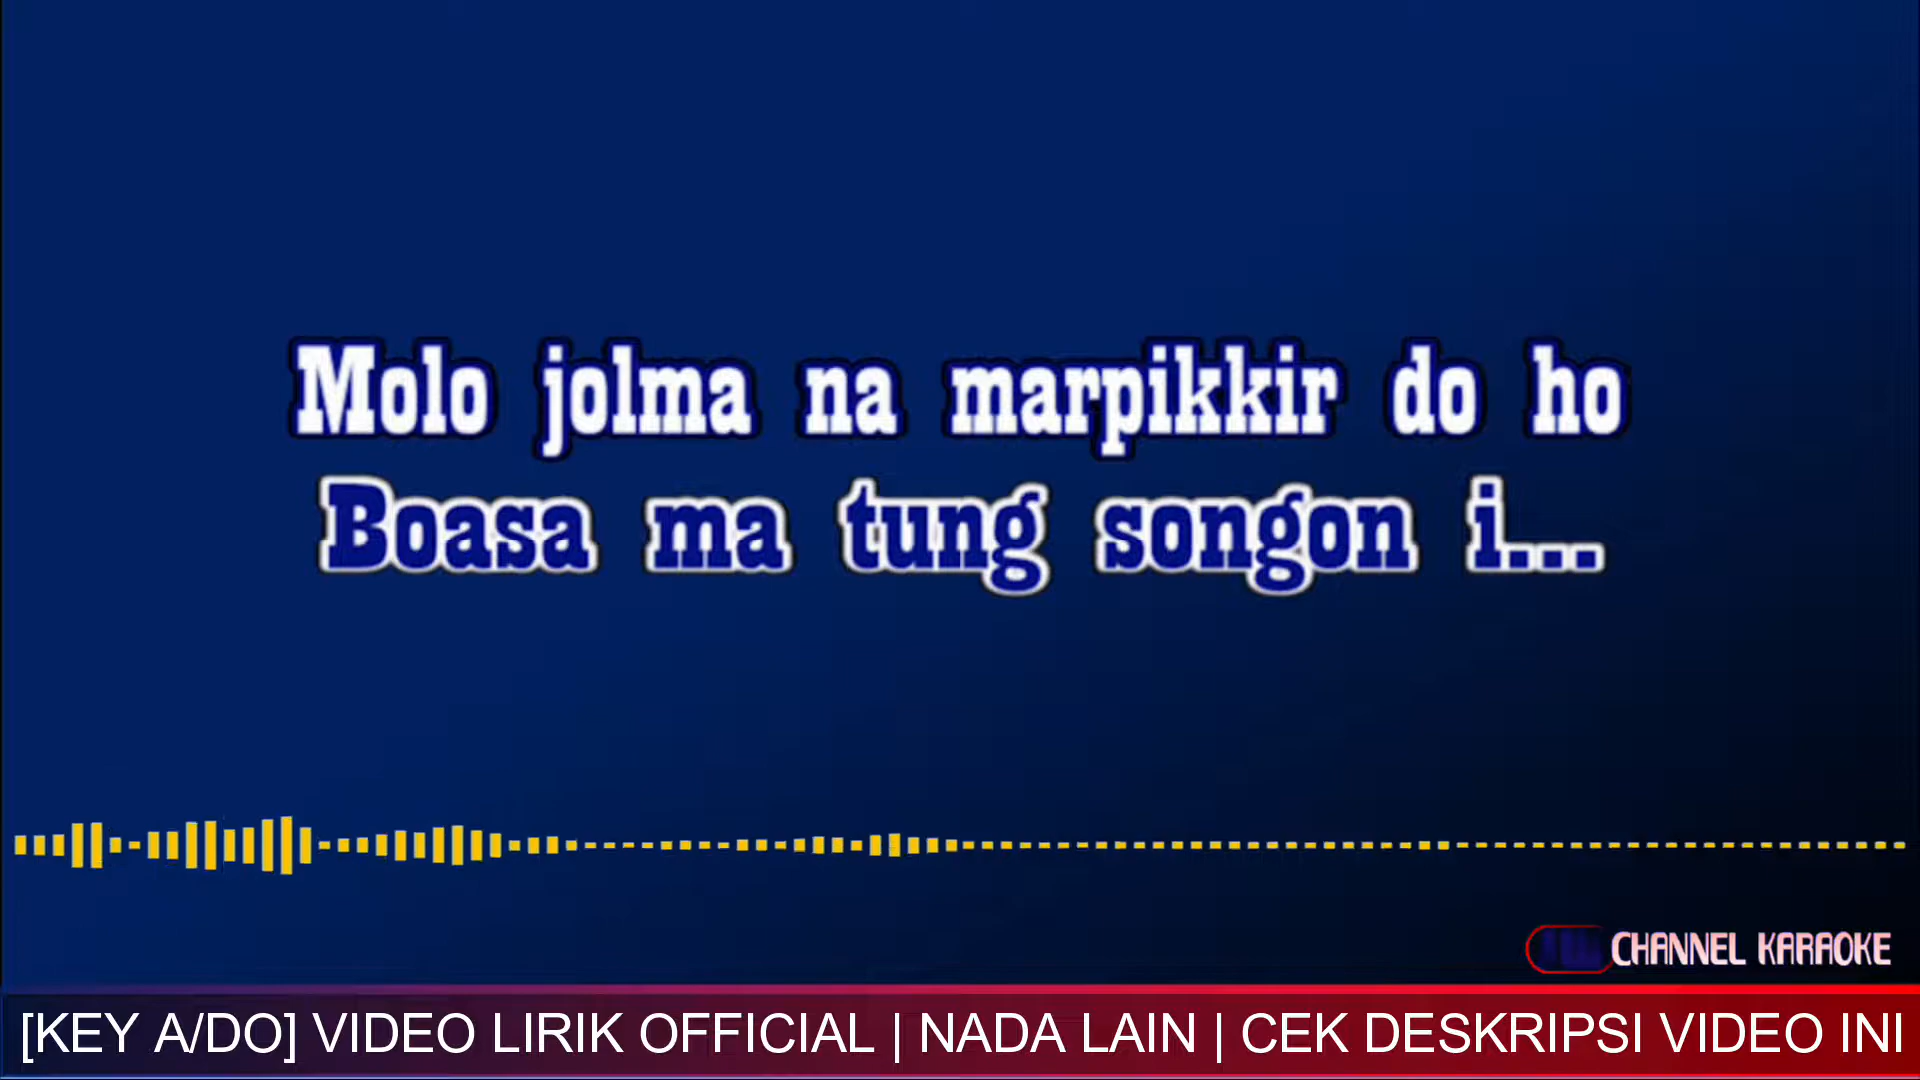 Molo jolma na marpikkir do ho
Boasa ma tung songon i...
CHANNEL KARAOKE
[KEY A/DO] VIDEO LIRIK OFFICIAL | NADA LAIN | CEK DESKRIPSI VIDEO INI